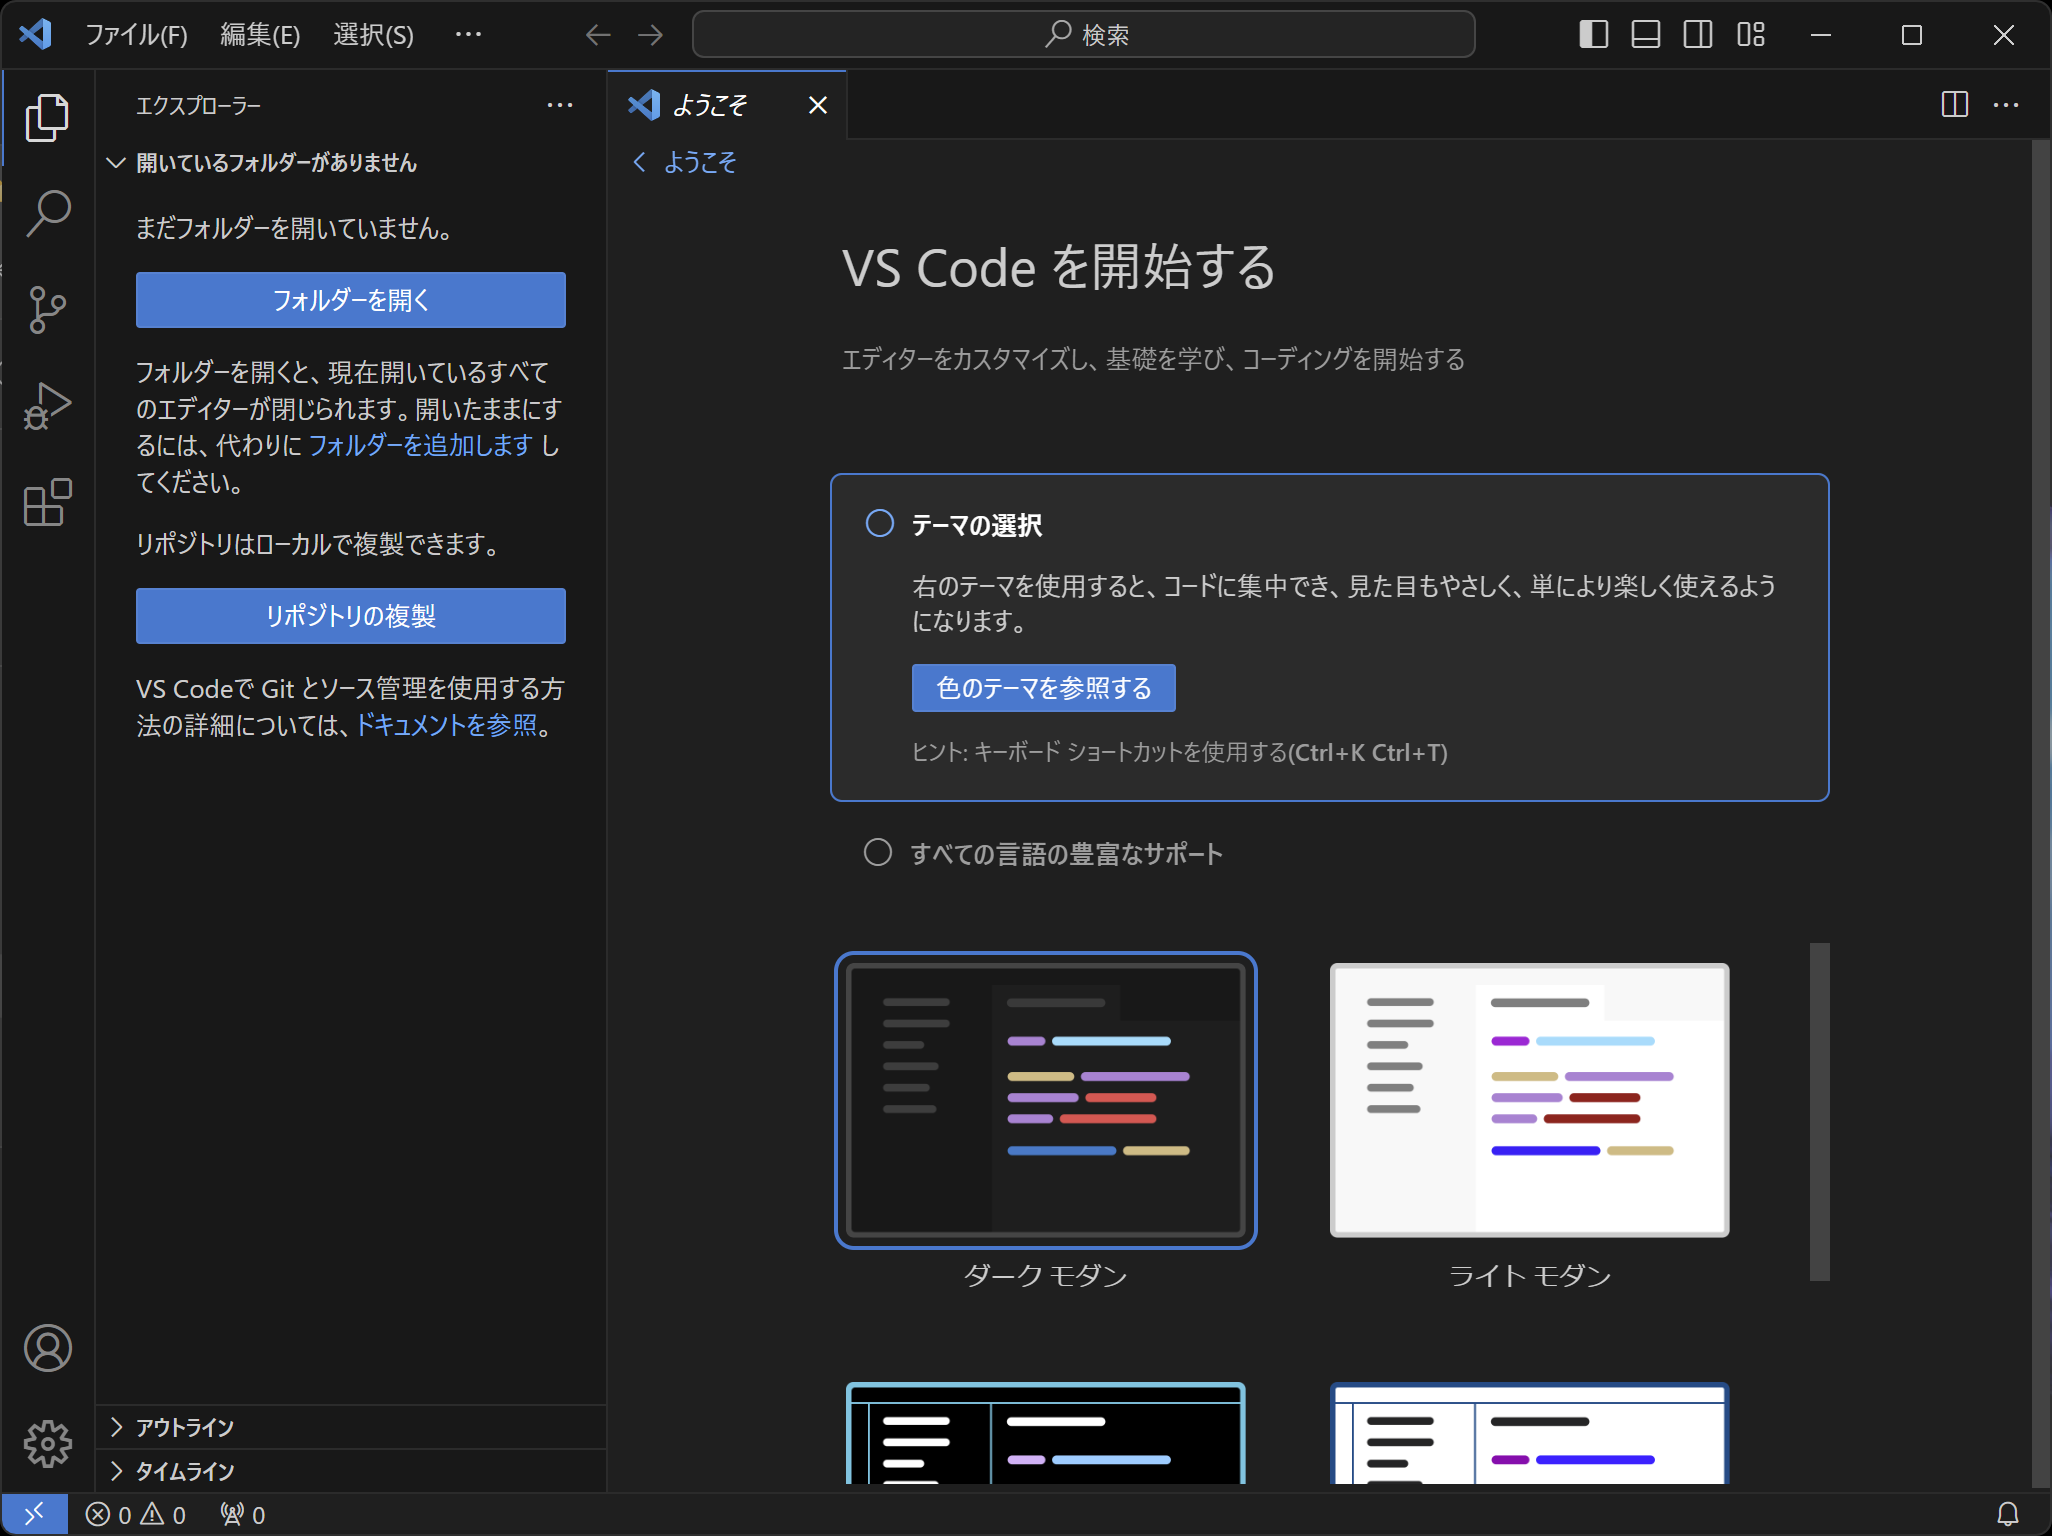 ファイル(F) 編集(E) 選択(S) ··· 検索
エクスプローラー ···
ようこそ
開いているフォルダーがありません
ようこそ
まだフォルダーを開いていません。
フォルダーを開く
フォルダーを開くと、現在開いているすべて
のエディターが閉じられます。開いたままにす
るには、代わりに フォルダーを追加します し
てください。
リポジトリはローカルで複製できます。
リポジトリの複製
VS Codeで Git とソース管理を使用する方
法の詳細については、ドキュメントを参照。
アウトライン
タイムライン
VS Code を開始する
エディターをカスタマイズし、基礎を学び、コーディングを開始する
テーマの選択
右のテーマを使用すると、コードに集中でき、見た目もやさしく、単により楽しく使えるよう
になります。
色のテーマを参照する
ヒント: キーボード ショートカットを使用する(Ctrl+K Ctrl+T)
すべての言語の豊富なサポート
ダーク モダン
ライト モダン
0 0 0